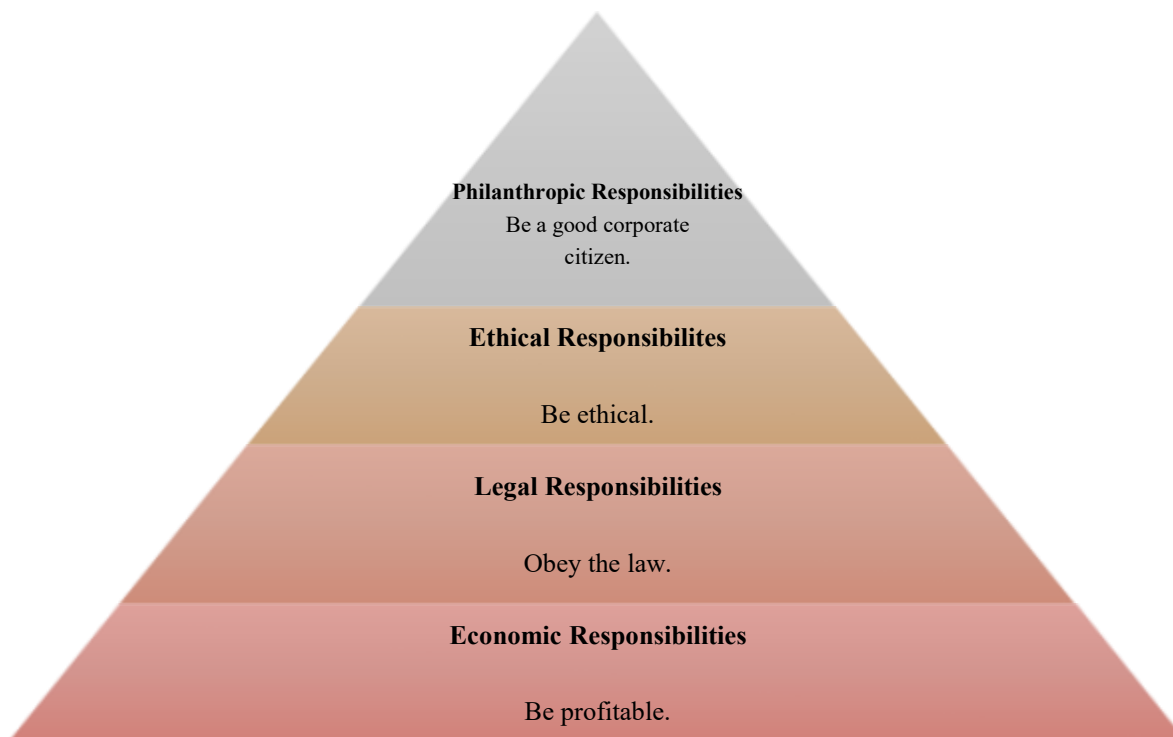 Philanthropic Responsibilities
Be a good corporate
citizen.
Ethical Responsibilites
Be ethical.
Legal Responsibilities
Obey the law.
Economic Responsibilities
Be profitable.